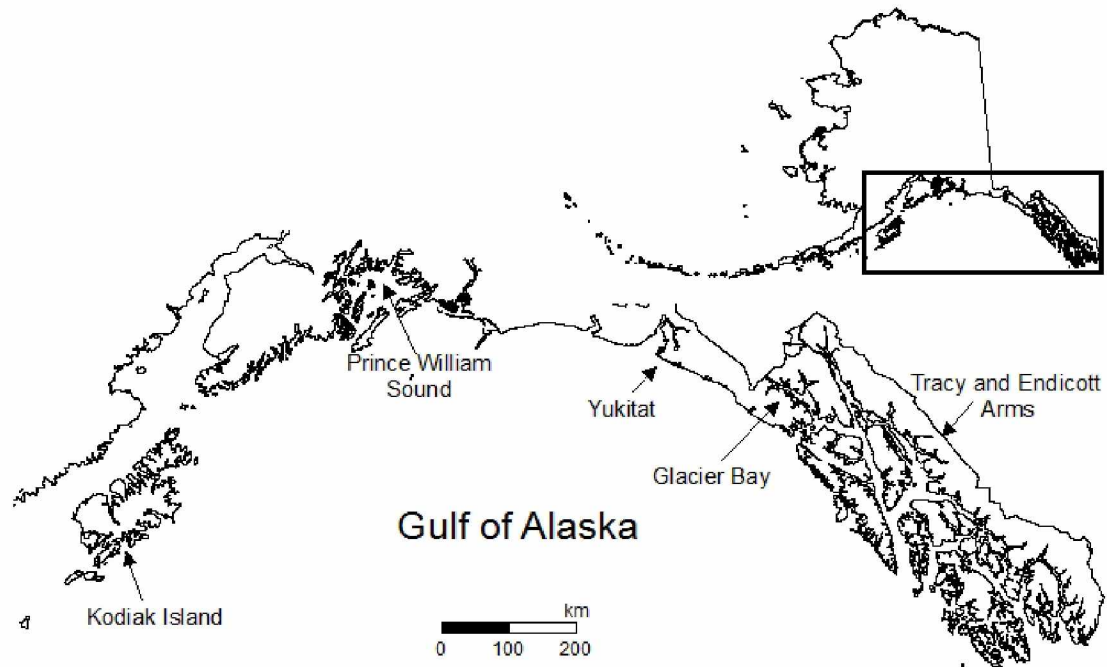 Prince William
Sound
Yukitat
Tracy and Endicott
Arms
Glacier Bay
Gulf of Alaska
Kodiak Island
km
0 100 200